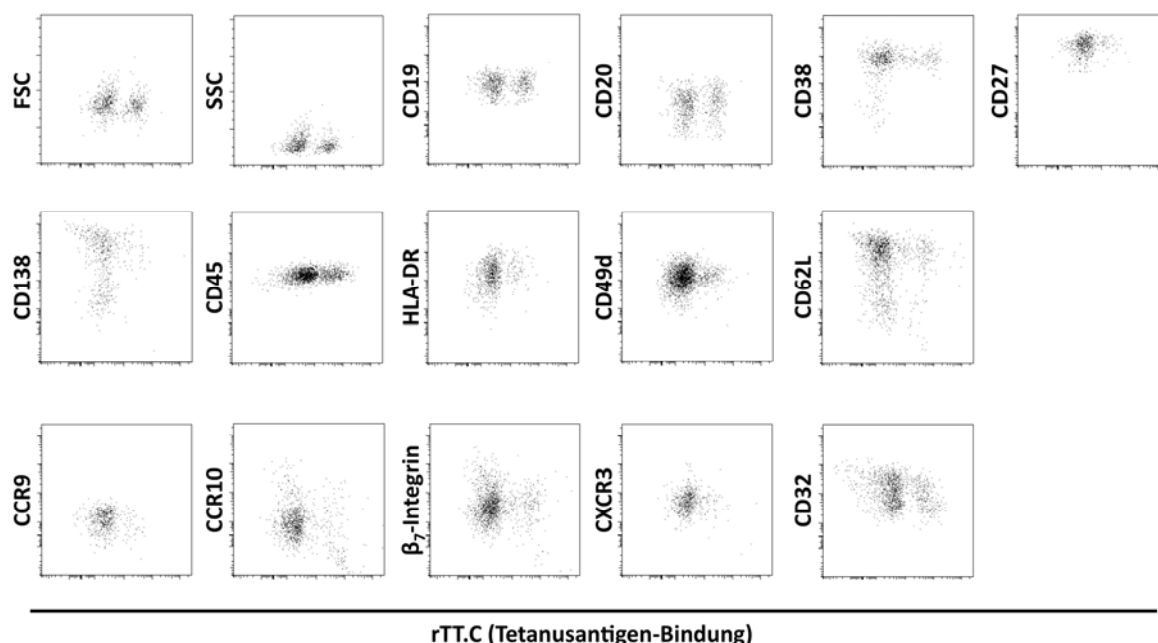 FSC
SSC
CD19
CD20
CD38
CD27
CD138
CD45
HLA-DR
CD49d
CD62L
CCR9
CCR10
β7-Integrin
CXCR3
CD32
rTT.C (Tetanusantigen-Bindung)